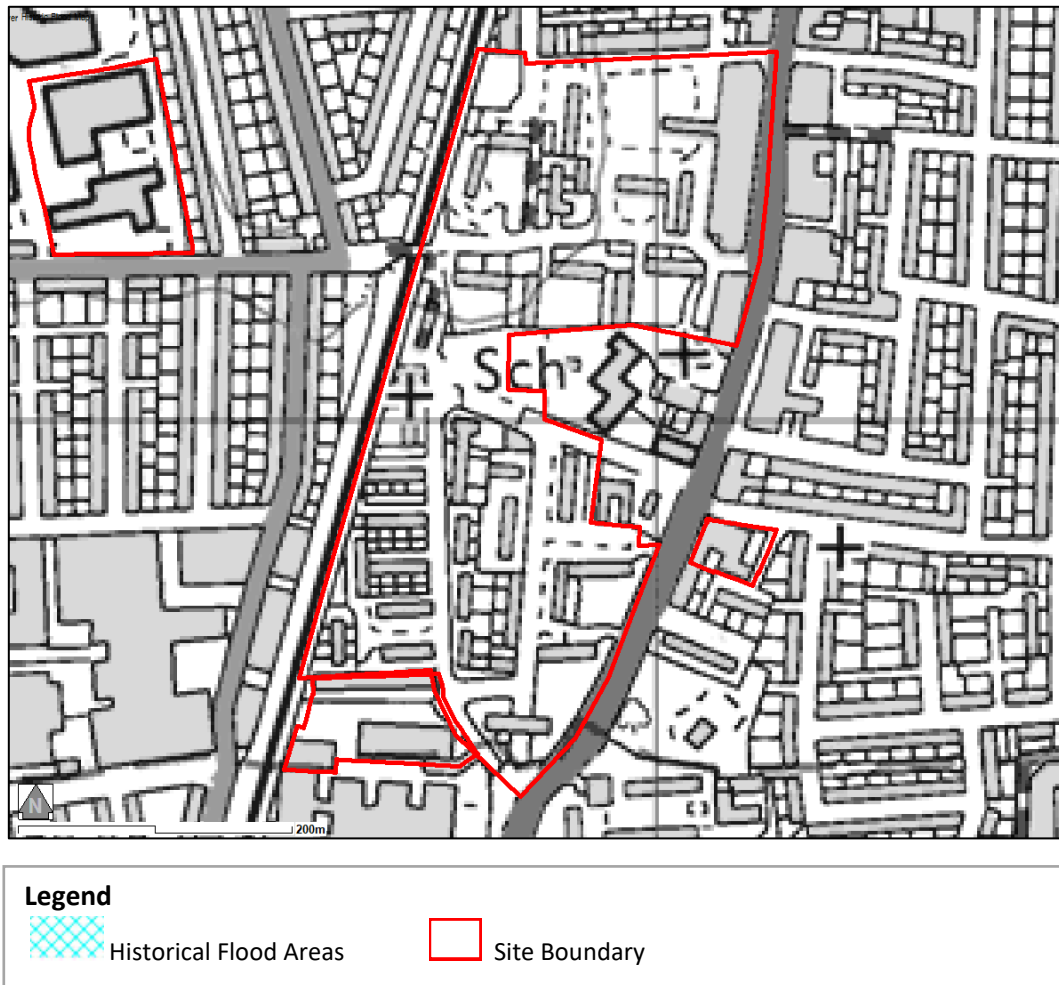 Sch
N
200m
Legend
Historical Flood Areas
Site Boundary